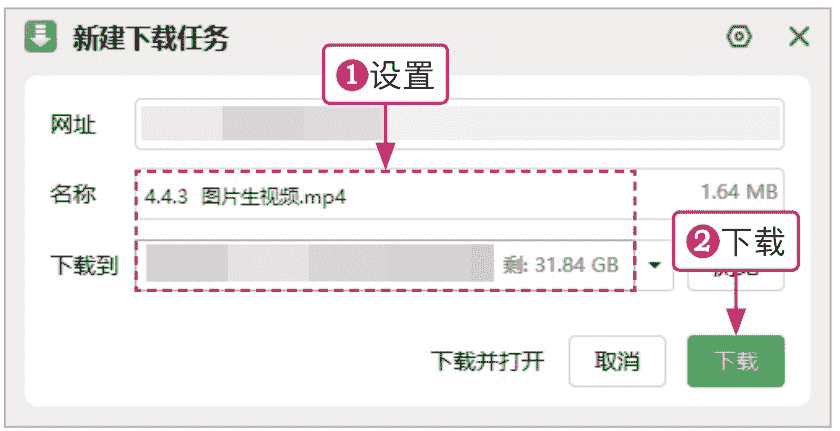 新建下载任务
❶设置
网址
名称
4.4.3 图片生视频.mp4
1.64 MB
❷下载
下载到
剩: 31.84 GB
下载并打开
取消
下载